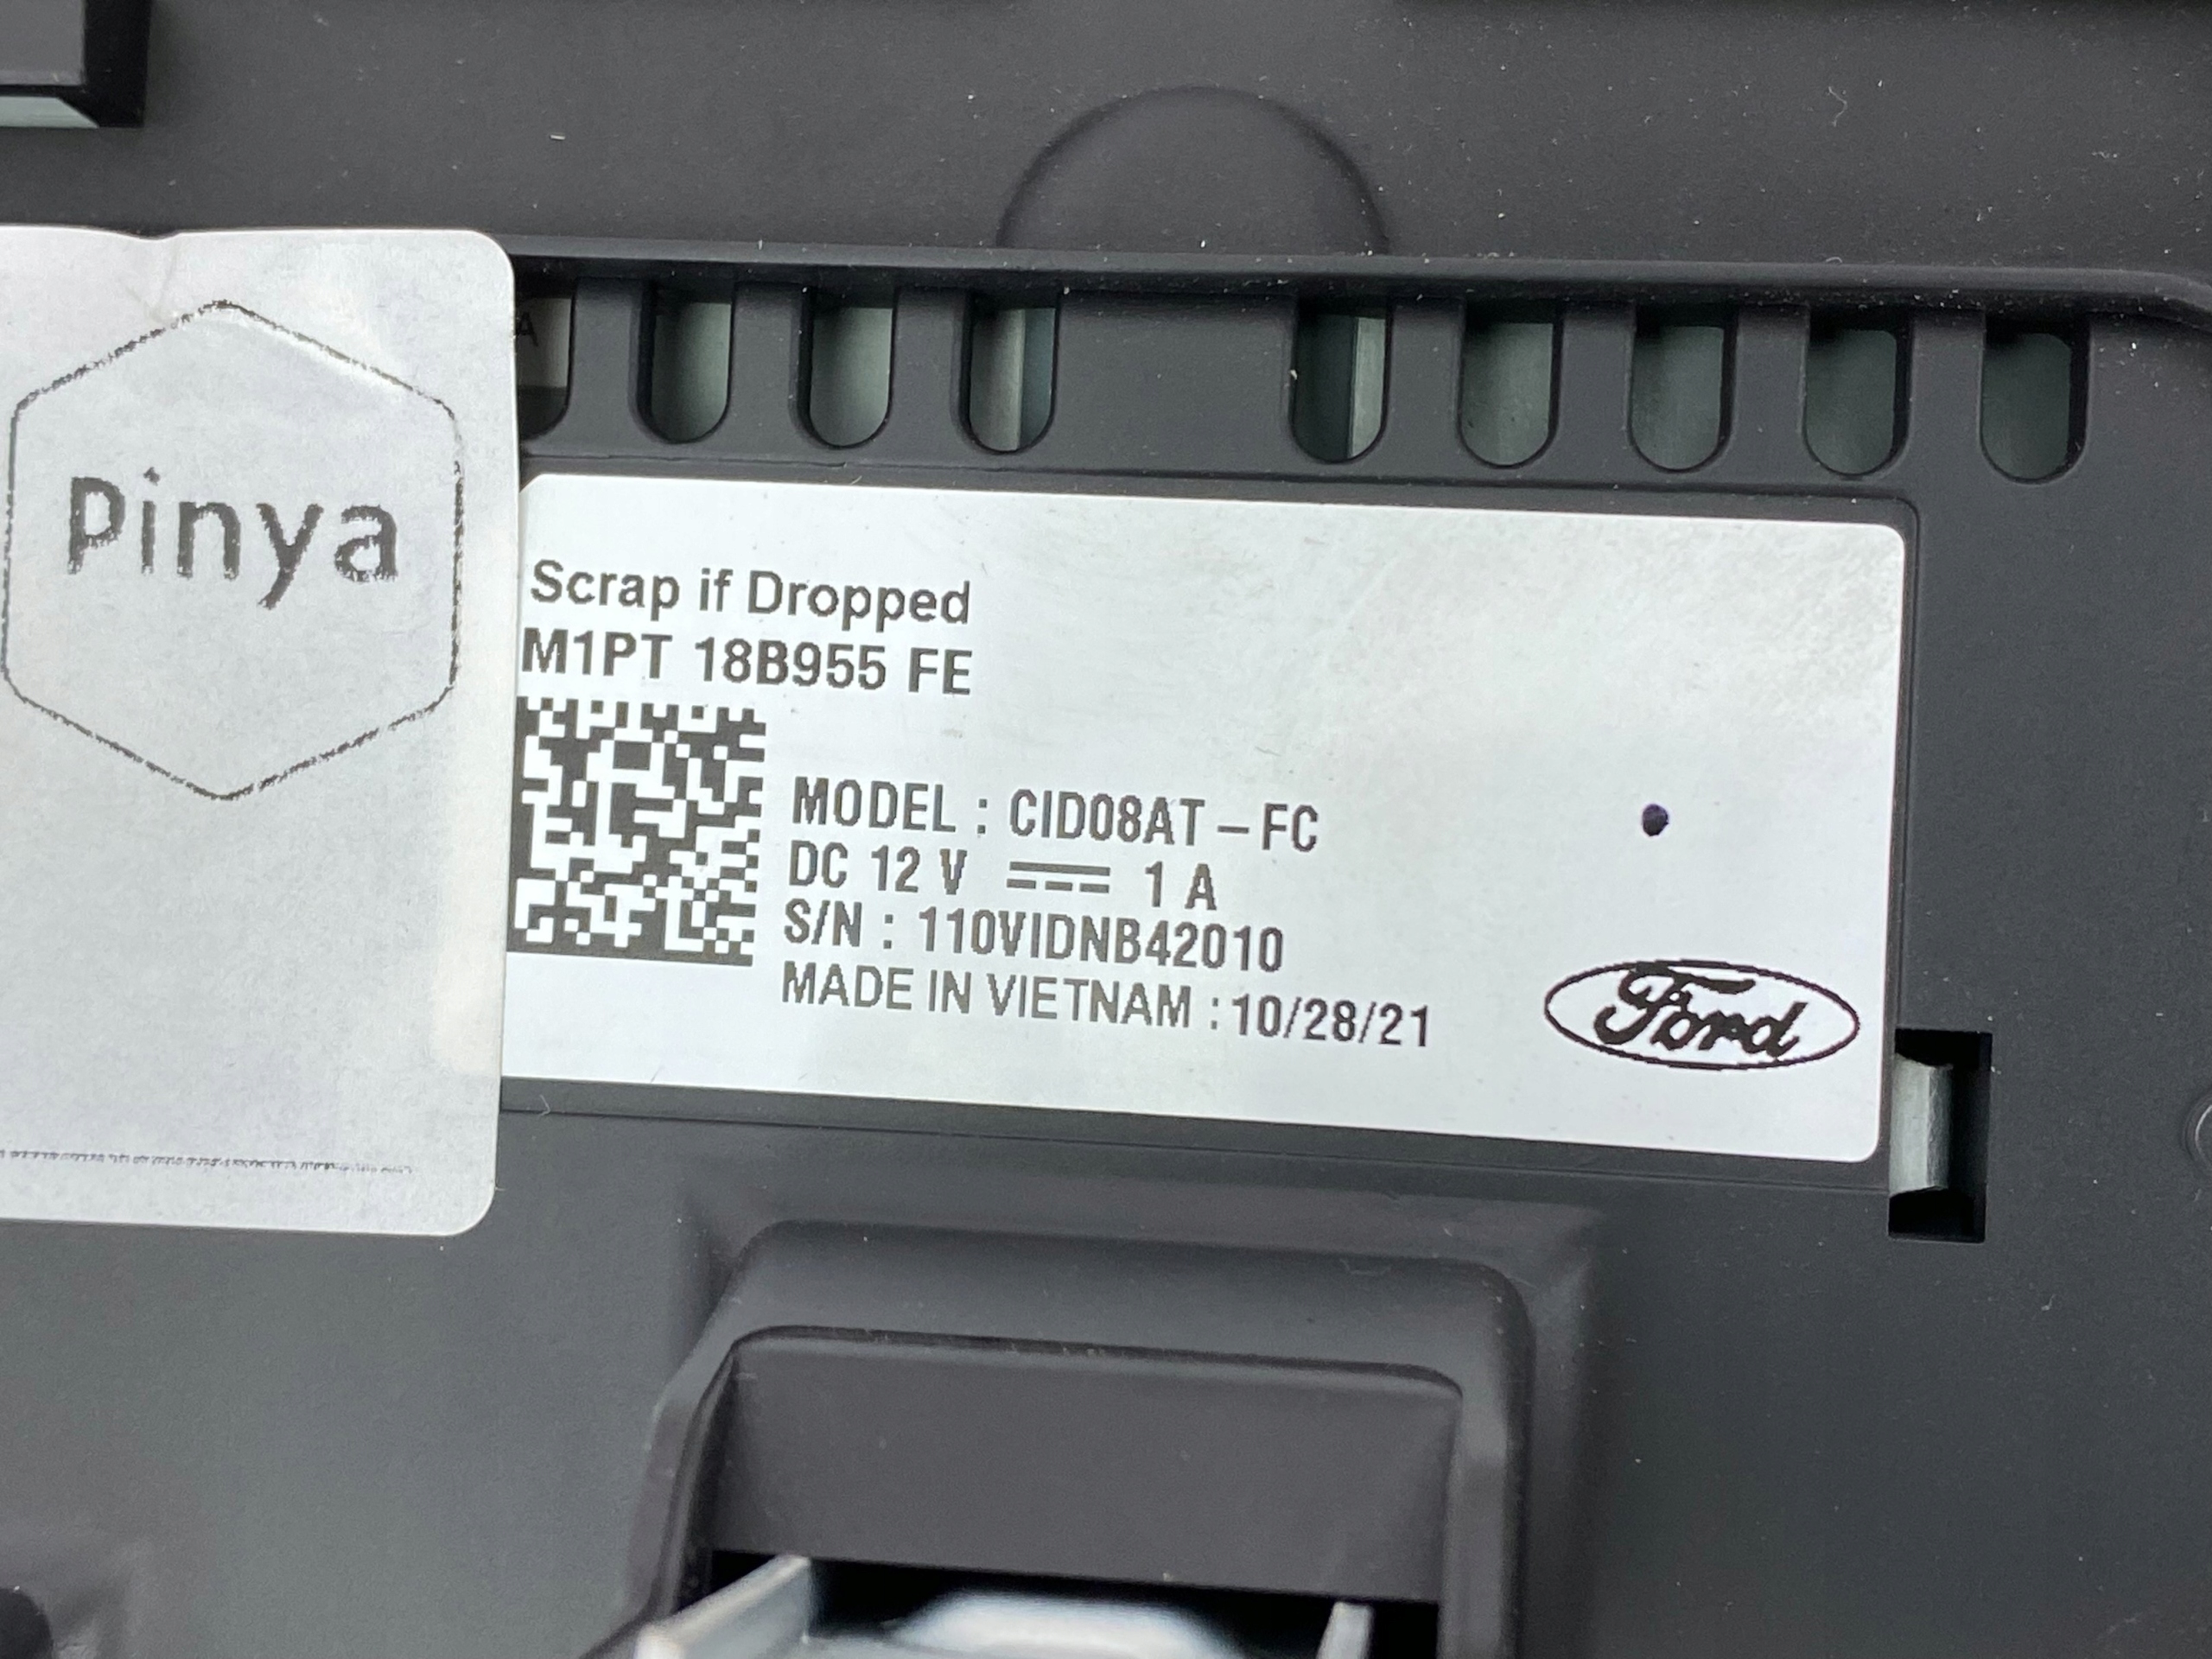 Pinya
Scrap if Dropped
M1PT 18B955 FE
MODEL : CID08AT-FC
DC 12 V ⎓ 1 A
S/N : 110VIDNB42010
MADE IN VIETNAM : 10/28/21
Ford